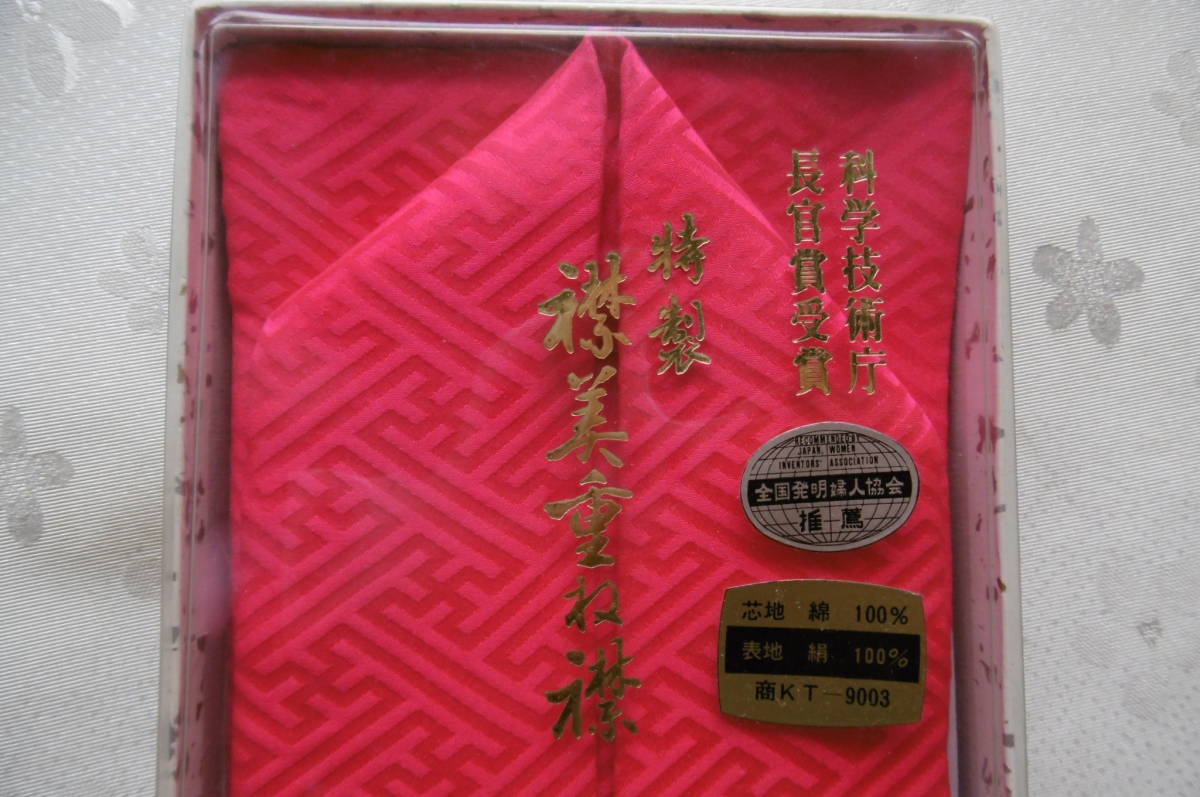 科学技術庁
長官賞受賞
特製
襟美重ね襟
RECOMMENDED BY
JAPAN, WOMEN
INVENTORS' ASSOCIATION
全国発明婦人協会
推薦
芯地 綿 100%
表地 絹 100%
商KT-9003